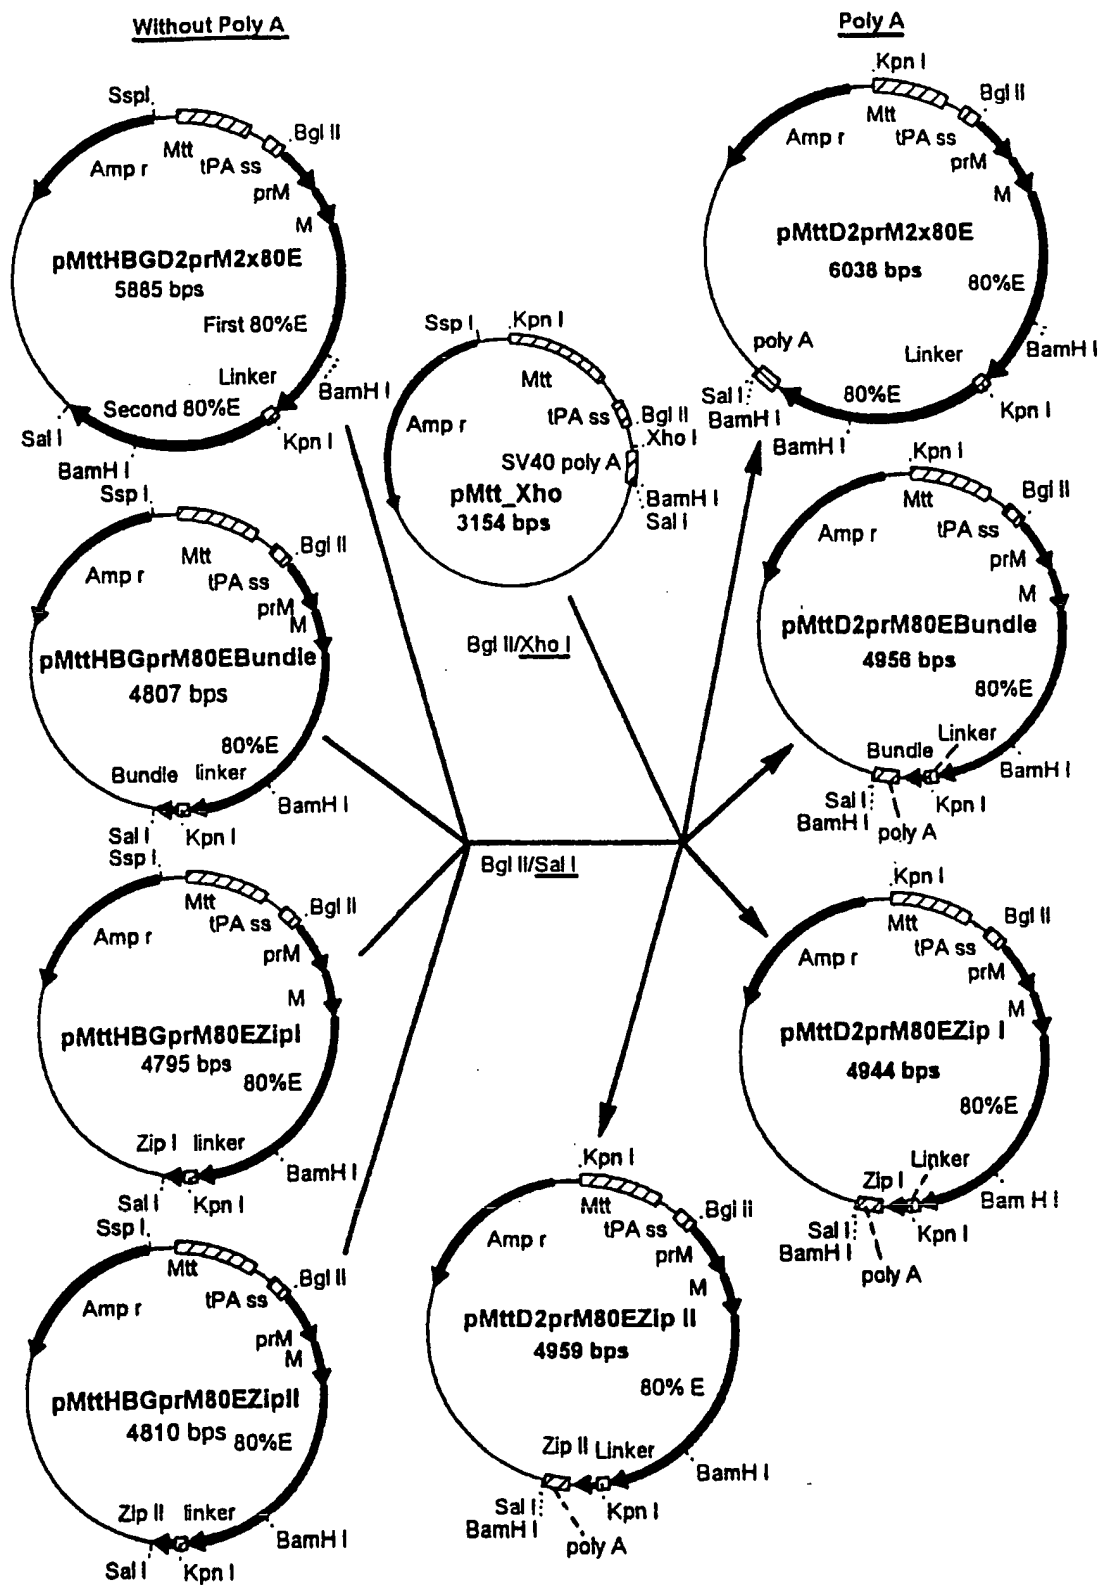 Without Poly A
SspI
Mtt
tPA ss
Bgl II
Amp r
prM
M
pMttHBGD2prM2x80E
5885 bps
First 80%E
Linker
BamH I
Second 80%E
Sal I
Kpn I
BamH I
Ssp I
Mtt
tPA ss
Bgl II
Amp r
prM
M
pMttHBGprM80EBundle
4807 bps
80%E
Bundle
linker
BamH I
Sal I
Kpn I
Ssp I
Mtt
tPA ss
Bgl II
Amp r
prM
M
pMttHBGprM80EZipI
4795 bps
80%E
Zip I
linker
BamH I
Sal I
Kpn I
Ssp I
Mtt
tPA ss
Bgl II
Amp r
prM
M
pMttHBGprM80EZipII
4810 bps
80%E
Zip II
linker
BamH I
Sal I
Kpn I
Ssp I
Kpn I
Mtt
tPA ss
Bgl II
Xho I
Amp r
SV40 poly A
pMtt_Xho
3154 bps
BamH I
Sal I
Bgl II/Xho I
Bgl II/Sal I
Poly A
Kpn I
Mtt
Bgl II
Amp r
tPA ss
prM
M
pMttD2prM2x80E
6038 bps
80%E
poly A
Linker
BamH I
Sal I
BamH I
80%E
Kpn I
BamH I
Kpn I
Mtt
Bgl II
Amp r
tPA ss
prM
M
pMttD2prM80EBundle
4956 bps
80%E
Bundle
Linker
BamH I
Sal I
BamH I
Kpn I
poly A
Kpn I
Mtt
Bgl II
tPA ss
Amp r
prM
M
pMttD2prM80EZip I
4944 bps
80%E
Zip I
Linker
Bam H I
Sal I
BamH I
Kpn I
poly A
Kpn I
Mtt
tPA ss
Bgl II
Amp r
prM
M
pMttD2prM80EZip II
4959 bps
80% E
Zip II
Linker
BamH I
Sal I
BamH I
Kpn I
poly A